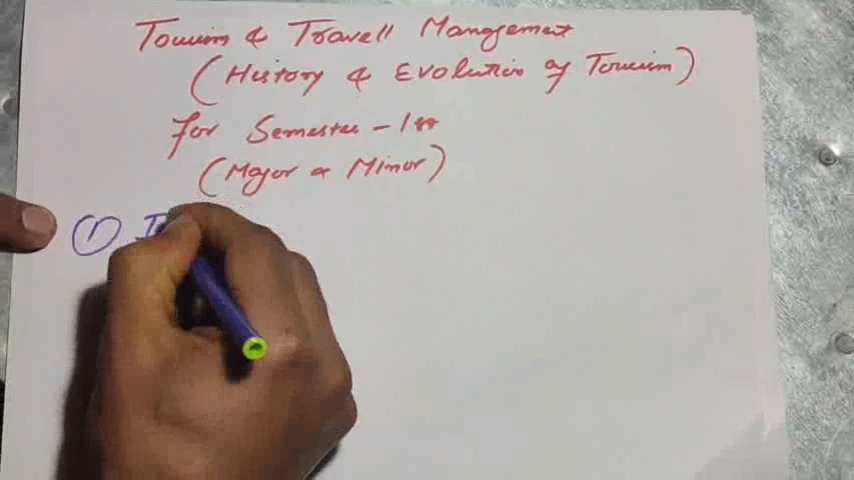 Tourism & Travell Management
(History & Evolution of Tourism)
for Semester - 1st
(Major or Minor)
① I